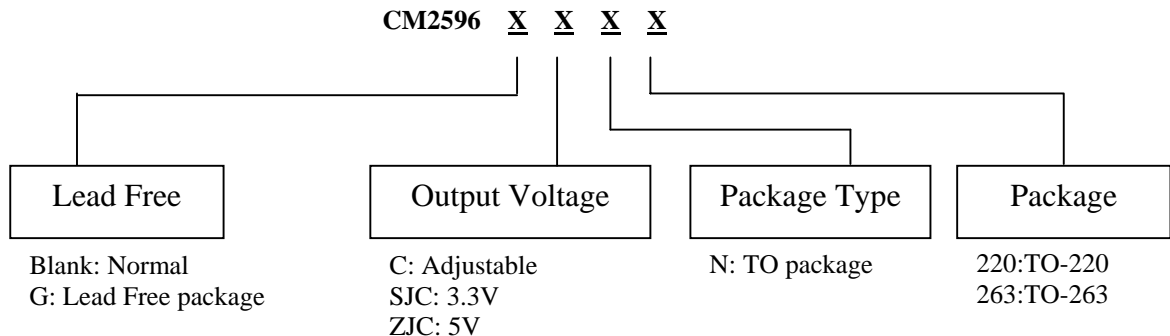 CM2596 X X X X
Lead Free
Output Voltage
Package Type
Package
Blank: Normal
G: Lead Free package
C: Adjustable
SJC: 3.3V
ZJC: 5V
N: TO package
220:TO-220
263:TO-263